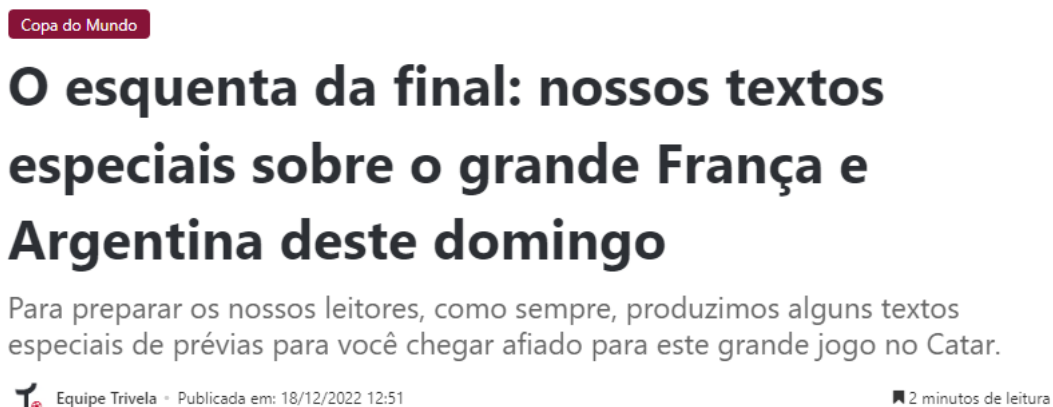 Copa do Mundo
O esquenta da final: nossos textos
especiais sobre o grande França e
Argentina deste domingo
Para preparar os nossos leitores, como sempre, produzimos alguns textos
especiais de prévias para você chegar afiado para este grande jogo no Catar.
Equipe Trivela • Publicada em: 18/12/2022 12:51 2 minutos de leitura